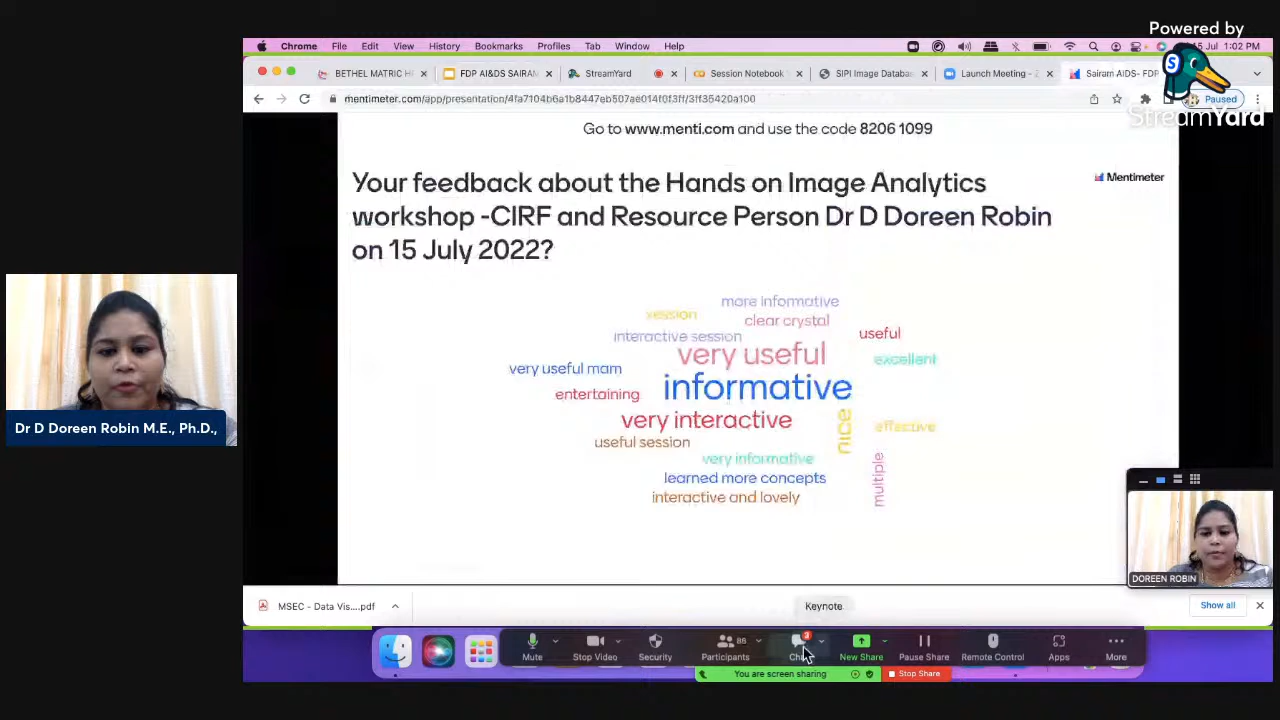 Powered by
StreamYard
Chrome File Edit View History Bookmarks Profiles Tab Window Help
15 Jul 1:02 PM
BETHEL MATRIC H
FDP AI&DS SAIRAM
StreamYard
Session Notebook
SIPI Image Databas
Launch Meeting - Z
Sairam AIDS- FDP
Paused
Go to www.menti.com and use the code 8206 1099
Mentimeter
Your feedback about the Hands on Image Analytics
workshop -CIRF and Resource Person Dr D Doreen Robin
on 15 July 2022?
more informative
session
clear crystal
interactive session
useful
very useful
excellent
very useful mam
informative
entertaining
very interactive
nice
effective
useful session
very informative
multiple
learned more concepts
interactive and lovely
Dr D Doreen Robin M.E., Ph.D.,
DOREEN ROBIN
MSEC - Data Vis....pdf
Keynote
Show all
Mute
Stop Video
Security
86
Participants
3
Chat
New Share
Pause Share
Remote Control
Apps
More
You are screen sharing
Stop Share